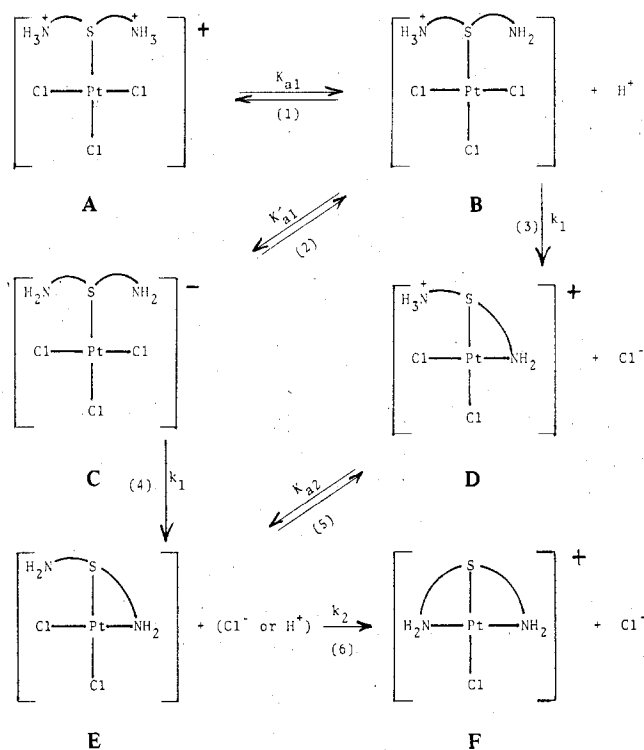 H₃N⁺ S N⁺H₃ +
Cl—Pt—Cl
Cl
A
Kₐ₁
(1)
H₃N⁺ S NH₂
Cl—Pt—Cl + H⁺
Cl
B
K′ₐ₁
(2)
(3) k₁
H₂N S NH₂ −
Cl—Pt—Cl
Cl
C
H₃N⁺ S +
Cl—Pt—NH₂ + Cl⁻
Cl
D
(4) k₁
Kₐ₂
(5)
H₂N S
Cl—Pt—NH₂ + (Cl⁻ or H⁺)
Cl
E
k₂
(6)
S +
H₂N—Pt—NH₂ + Cl⁻
Cl
F